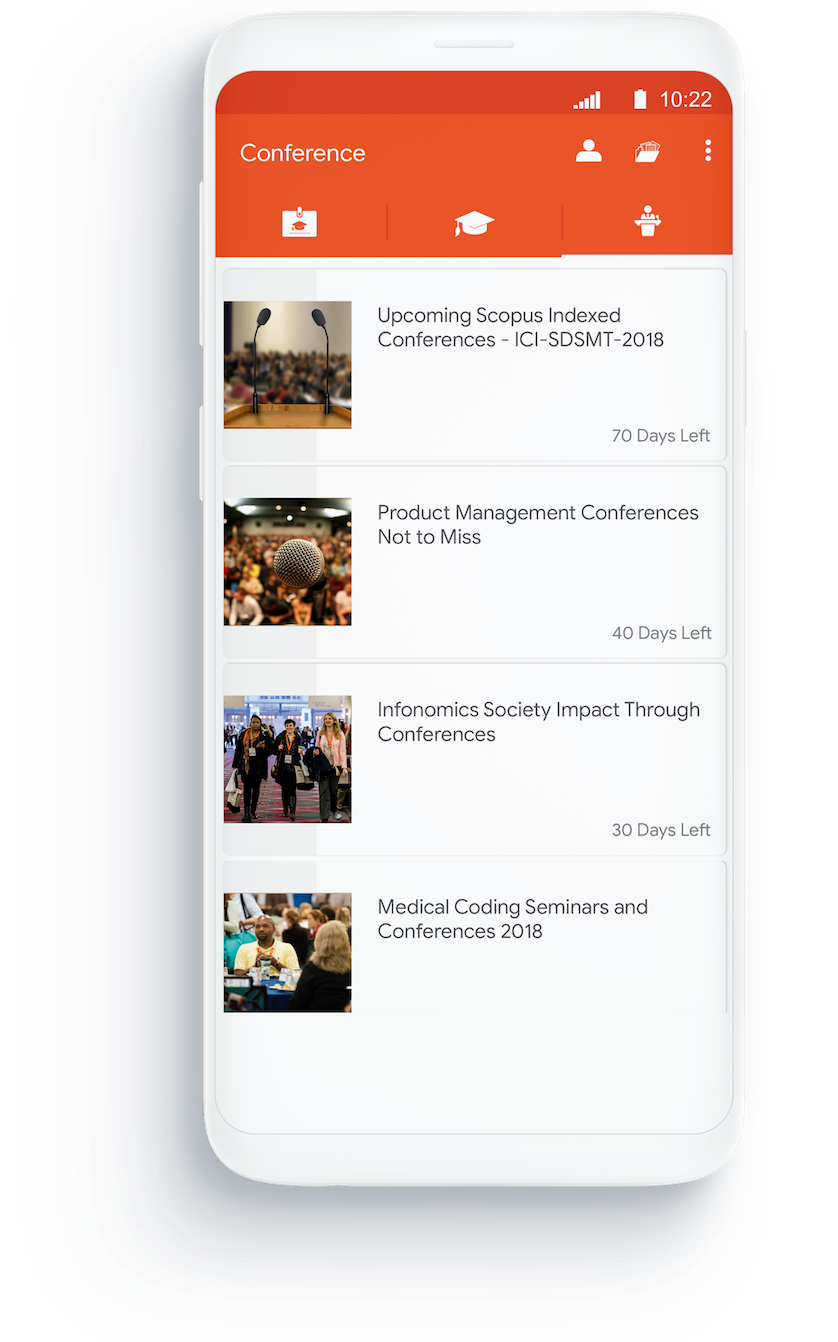 10:22
Conference
Upcoming Scopus Indexed
Conferences - ICI-SDSMT-2018
70 Days Left
Product Management Conferences
Not to Miss
40 Days Left
Infonomics Society Impact Through
Conferences
30 Days Left
Medical Coding Seminars and
Conferences 2018